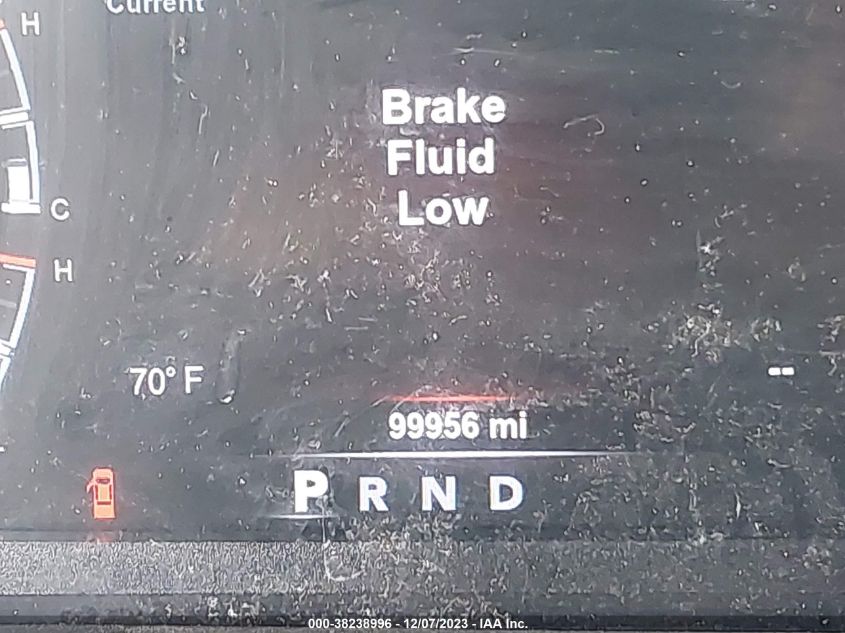 Current
H
Brake
Fluid
Low
C
H
70° F
--
99956 mi
P R N D
000-38238996 - 12/07/2023 - IAA Inc.